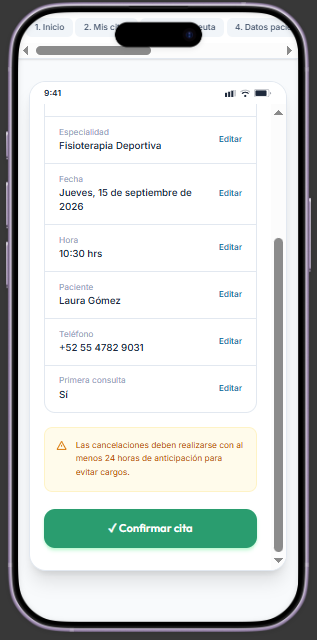 1. Inicio
2. Mis ci
euta
4. Datos paci
9:41
Especialidad
Fisioterapia Deportiva
Editar
Fecha
Jueves, 15 de septiembre de
2026
Editar
Hora
10:30 hrs
Editar
Paciente
Laura Gómez
Editar
Teléfono
+52 55 4782 9031
Editar
Primera consulta
Sí
Editar
Las cancelaciones deben realizarse con al
menos 24 horas de anticipación para
evitar cargos.
✓ Confirmar cita